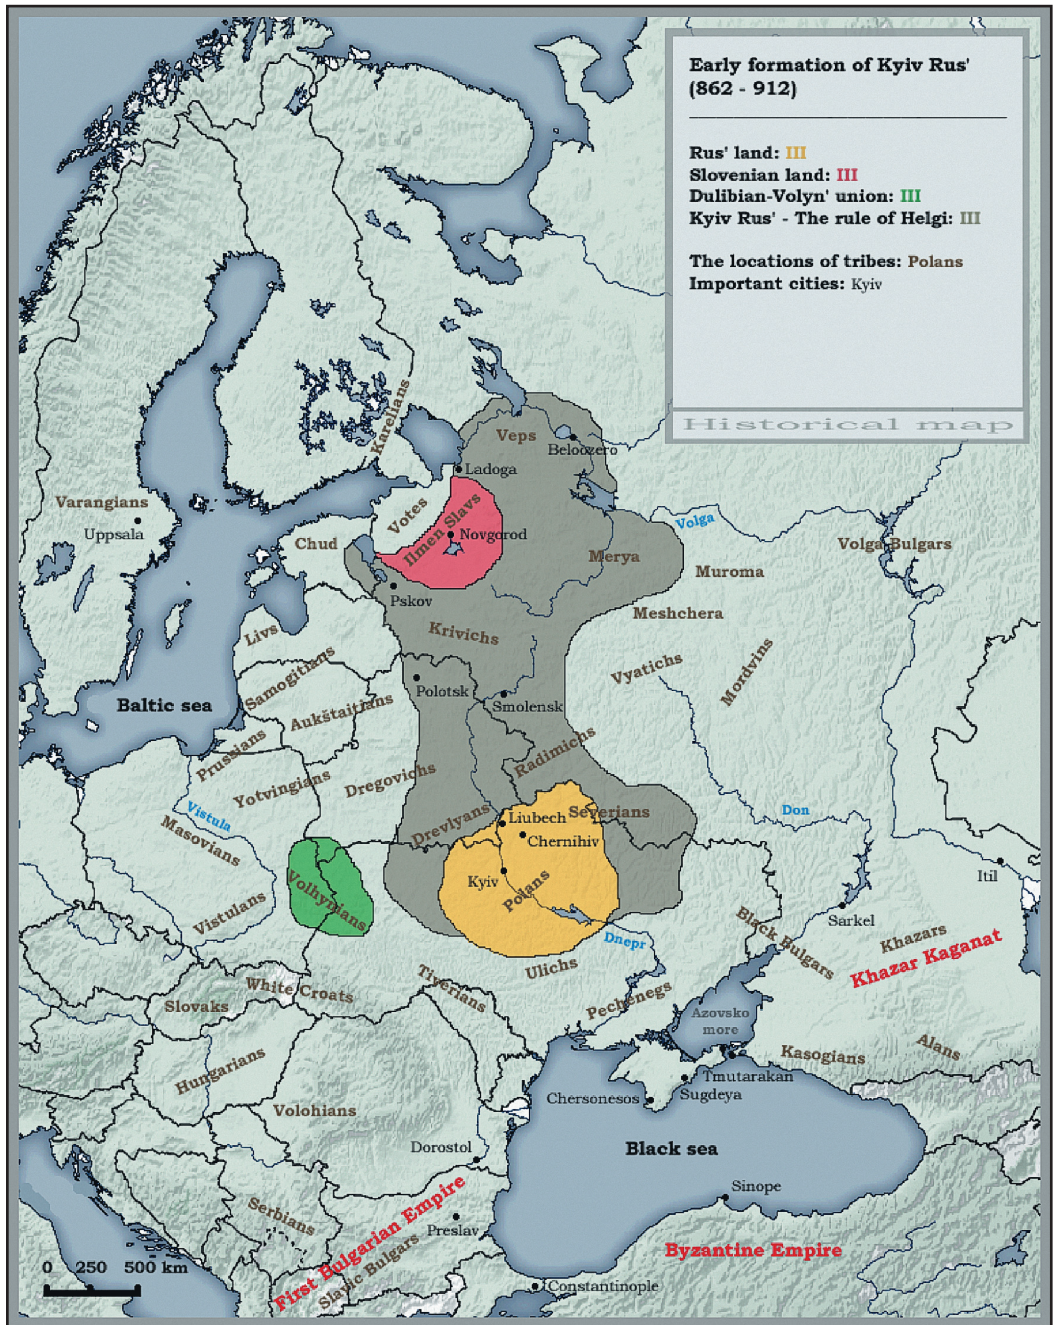 Early formation of Kyiv Rus'
(862 - 912)
Rus' land: III
Slovenian land: III
Dulibian-Volyn' union: III
Kyiv Rus' - The rule of Helgi: III
The locations of tribes: Polans
Important cities: Kyiv
Historical map
Karelians
Veps
Beloozero
Ladoga
Varangians
Uppsala
Votes
Ilmen Slavs
Novgorod
Chud
Volga
Volga Bulgars
Merya
Muroma
Pskov
Meshchera
Livs
Krivichs
Samogitians
Vyatichs
Mordvins
Polotsk
Smolensk
Baltic sea
Aukštaitians
Prussians
Radimichs
Yotvingians
Dregovichs
Vistula
Masovians
Drevlyans
Liubech
Severians
Don
Chernihiv
Kyiv
Polans
Itil
Volhynians
Vistulans
Sarkel
Dnepr
Black Bulgars
Khazars
Khazar Kaganat
Ulichs
Tiverians
White Croats
Slovaks
Pechenegs
Azovsko
more
Kasogians
Alans
Hungarians
Tmutarakan
Sugdeya
Chersonesos
Volohians
Dorostol
Black sea
Sinope
Serbians
Preslav
First Bulgarian Empire
Slavic Bulgars
Byzantine Empire
Constantinople
0 250 500 km